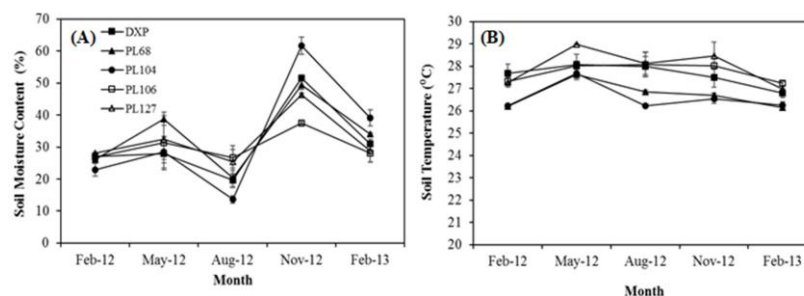 (A)
DXP
PL68
PL104
PL106
PL127
Soil Moisture Content (%)
70
60
50
40
30
20
10
0
Feb-12 May-12 Aug-12 Nov-12 Feb-13
Month
(B)
Soil Temperature (°C)
30
29
28
27
26
25
24
23
22
21
20
Feb-12 May-12 Aug-12 Nov-12 Feb-13
Month